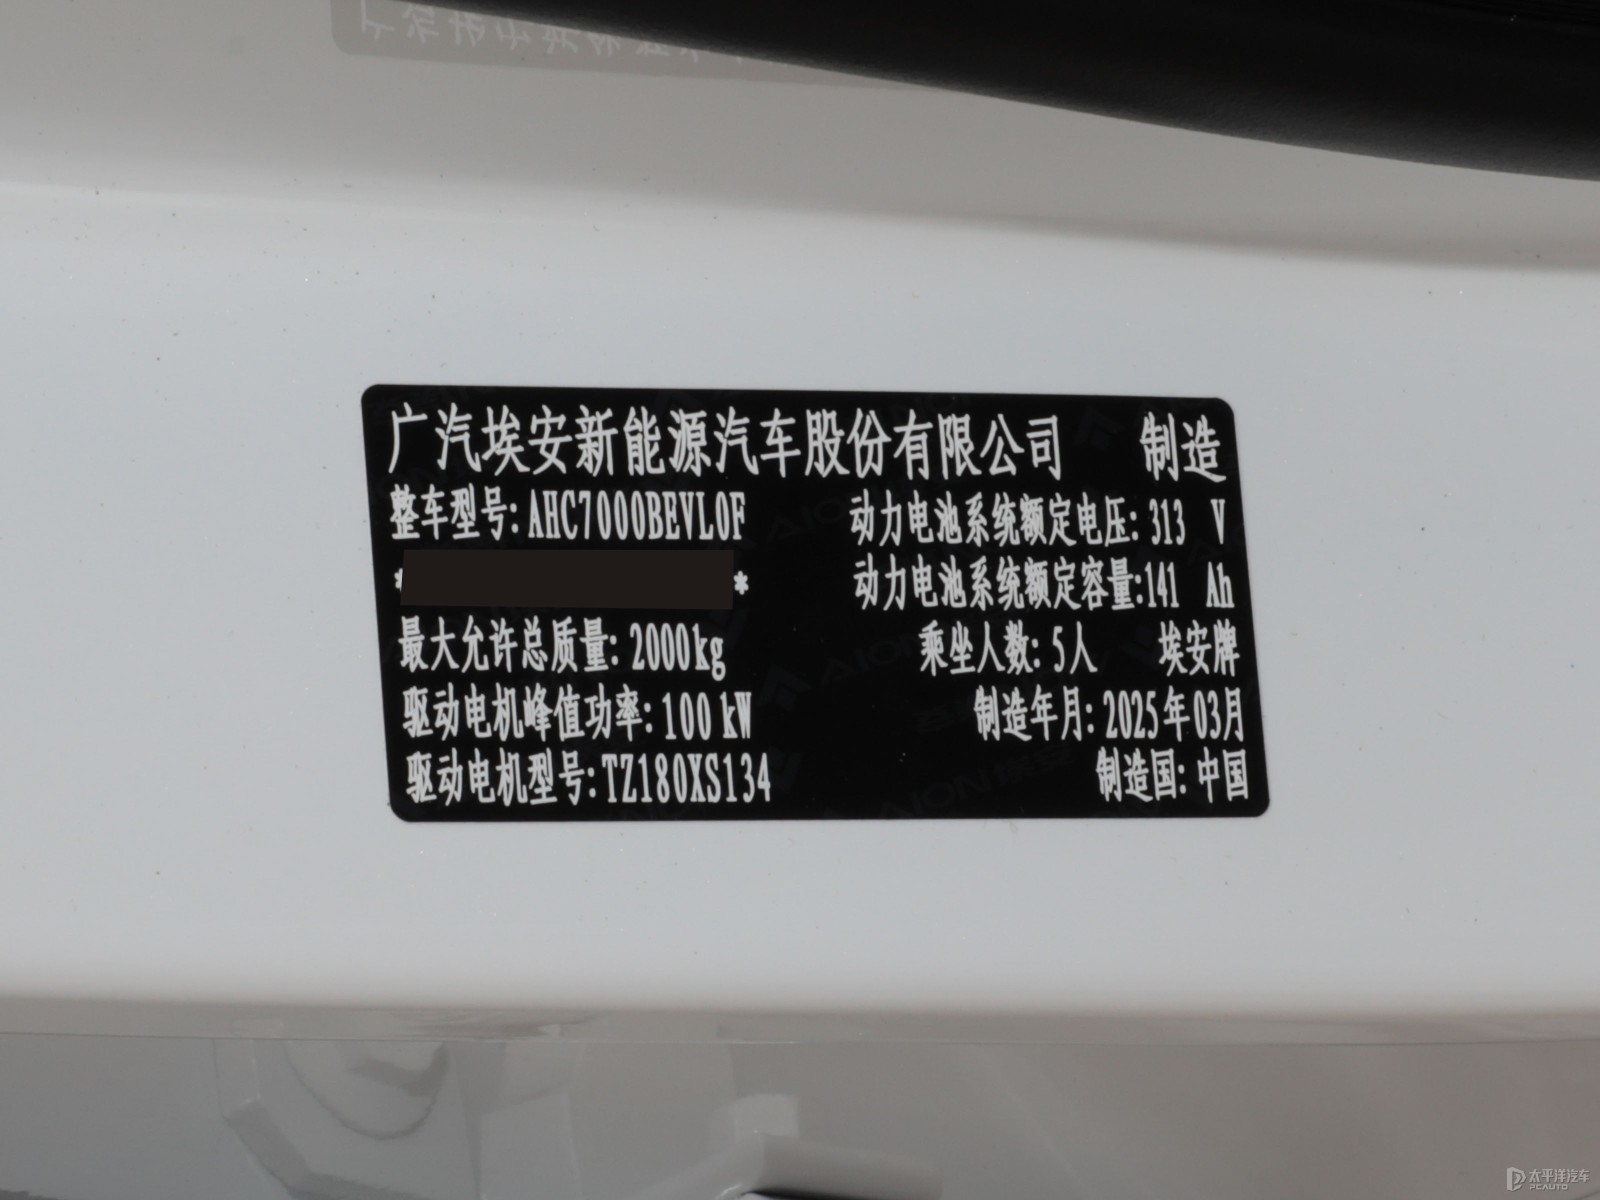 广汽埃安新能源汽车股份有限公司 制造
整车型号:AHC7000BEVL0F 动力电池系统额定电压:313 V
* * 动力电池系统额定容量:141 Ah
最大允许总质量:2000kg 乘坐人数:5人 埃安牌
驱动电机峰值功率:100kW 制造年月:2025年03月
驱动电机型号:TZ180XS134 制造国:中国
太平洋汽车
PCAUTO